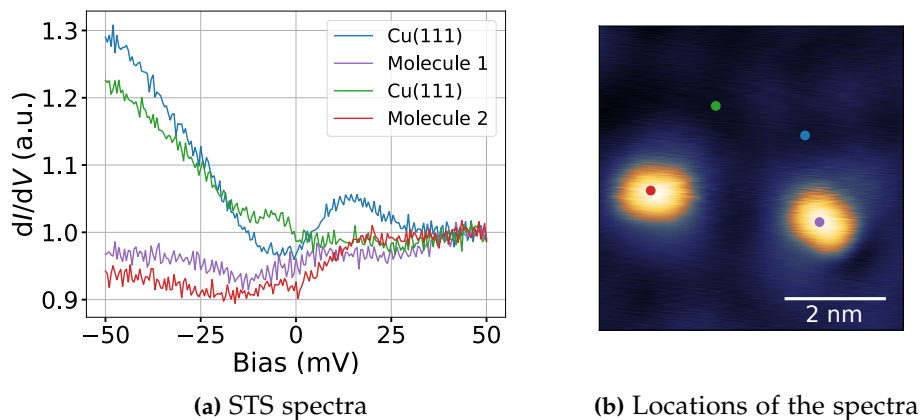 1.3
1.2
1.1
1.0
0.9
dI/dV (a.u.)
−50
−25
0
25
50
Bias (mV)
Cu(111)
Molecule 1
Cu(111)
Molecule 2
2 nm
(a) STS spectra
(b) Locations of the spectra